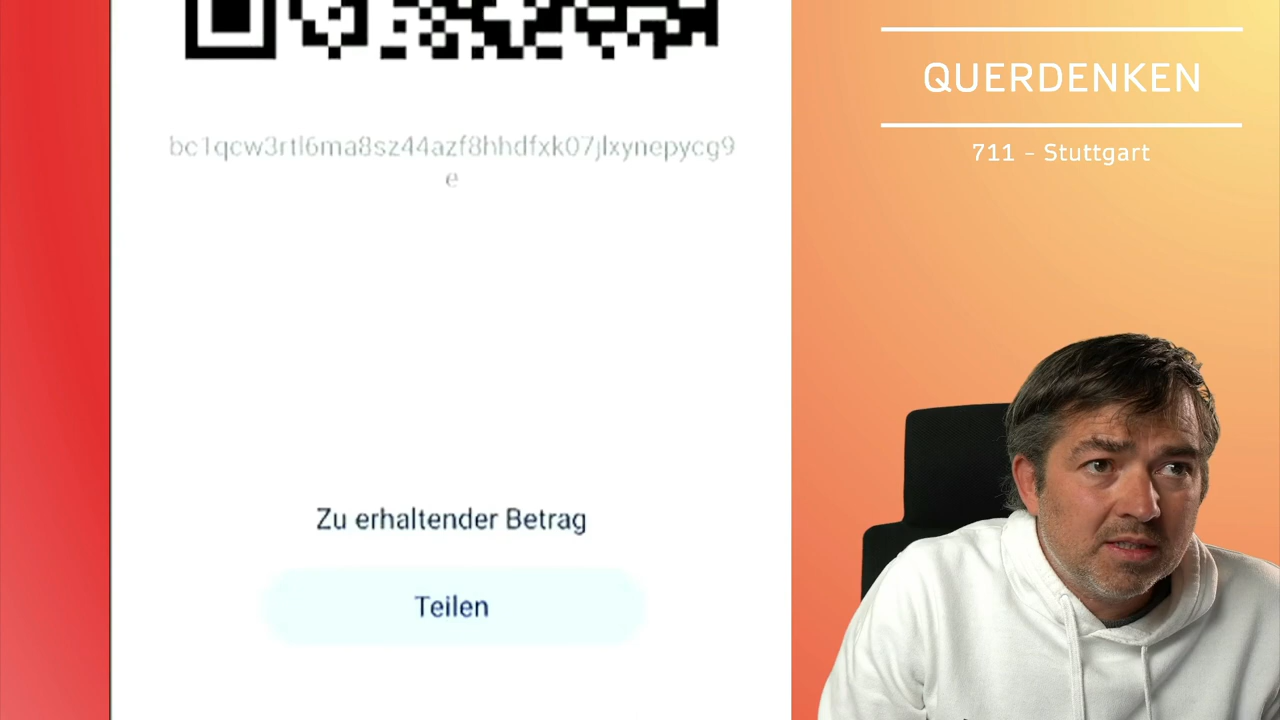 bc1qcw3rtl6ma8sz44azf8hhdfxk07jlxynepycg9
e
Zu erhaltender Betrag
Teilen
QUERDENKEN
711 – Stuttgart